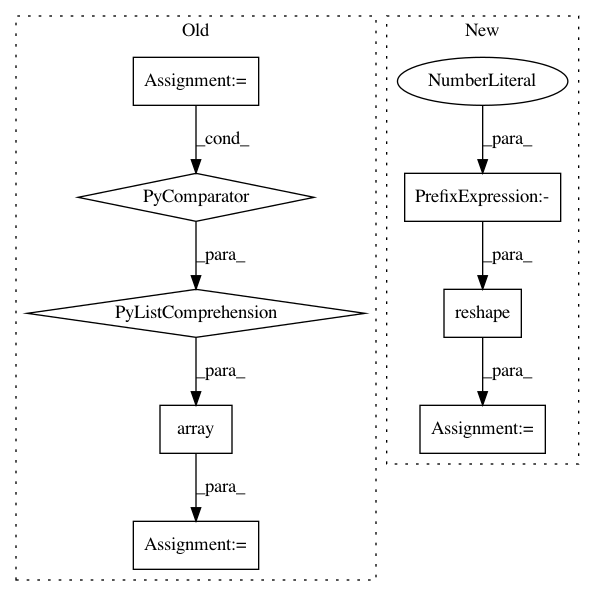 Old
New
Assignment:=
NumberLiteral
_cond_
_para_
PyComparator
PrefixExpression:-
_para_
_para_
PyListComprehension
reshape
_para_
_para_
array
Assignment:=
_para_
Assignment:=